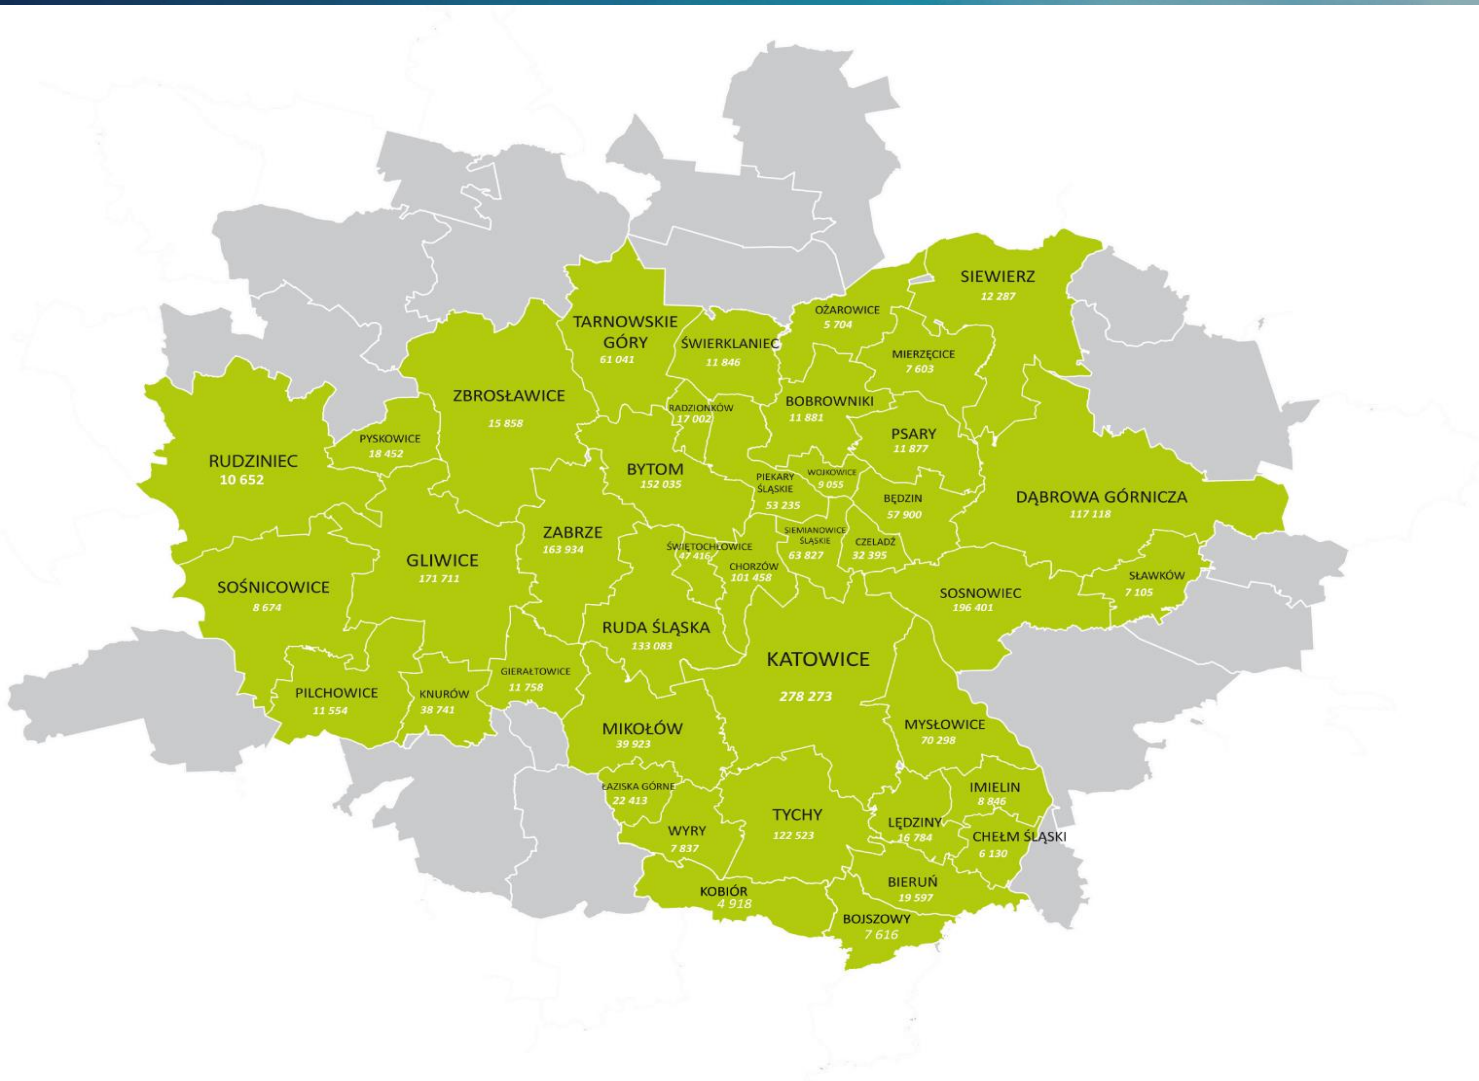 SIEWIERZ
12 287
OŻAROWICE
5 704
TARNOWSKIE
GÓRY
61 041
ŚWIERKLANIEC
11 846
MIERZĘCICE
7 603
ZBROSŁAWICE
15 858
RADZIONKÓW
17 002
BOBROWNIKI
11 881
PSARY
11 877
PYSKOWICE
18 452
RUDZINIEC
10 652
BYTOM
152 035
PIEKARY
ŚLĄSKIE
53 235
WOJKOWICE
9 055
BĘDZIN
57 900
DĄBROWA GÓRNICZA
117 118
ZABRZE
163 934
GLIWICE
171 711
ŚWIĘTOCHŁOWICE
47 416
CHORZÓW
101 458
SIEMIANOWICE
ŚLĄSKIE
63 827
CZELADŹ
32 395
SOŚNICOWICE
8 674
SOSNOWIEC
196 401
SŁAWKÓW
7 105
RUDA ŚLĄSKA
133 083
KATOWICE
278 273
GIERAŁTOWICE
11 758
PILCHOWICE
11 554
KNURÓW
38 741
MIKOŁÓW
39 923
MYSŁOWICE
70 298
ŁAZISKA GÓRNE
22 413
IMIELIN
8 846
WYRY
7 837
TYCHY
122 523
LĘDZINY
16 784
CHEŁM ŚLĄSKI
6 130
KOBIÓR
4 918
BIERUŃ
19 597
BOJSZOWY
7 616